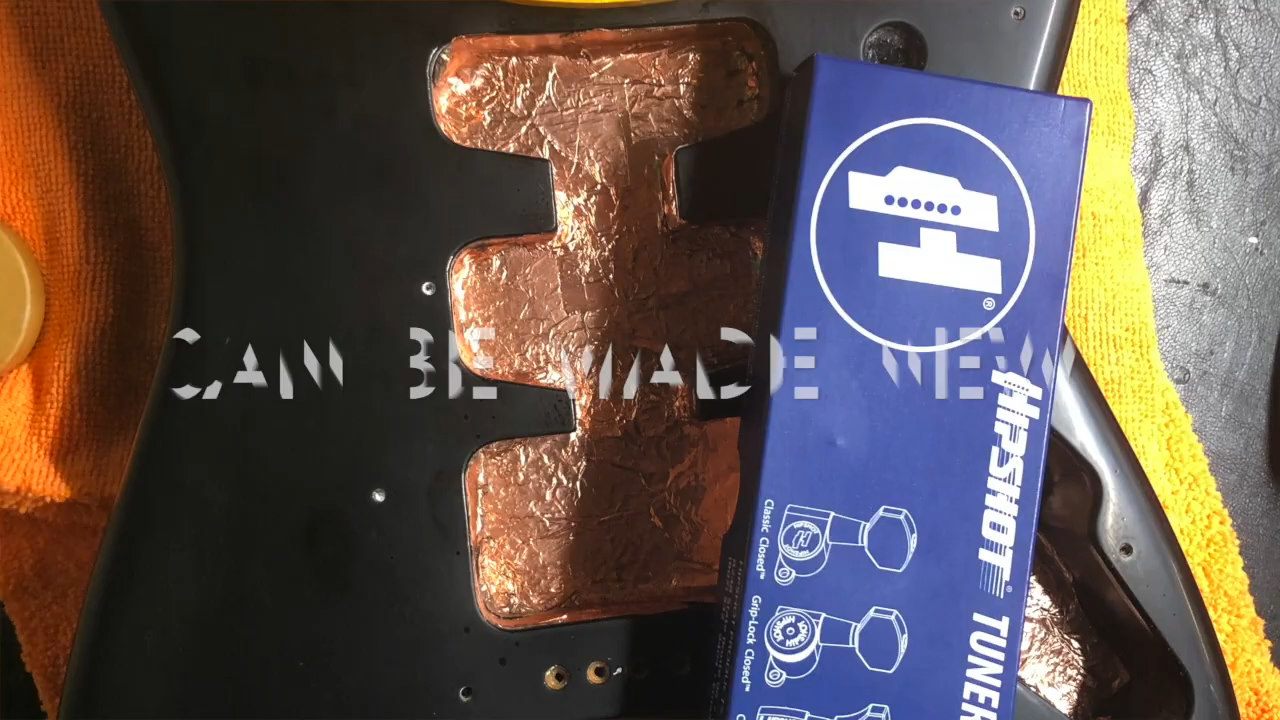 CAN BE MADE NEW
HIPSHOT® TUNER
Classic Closed™
Grip-Lock Closed™